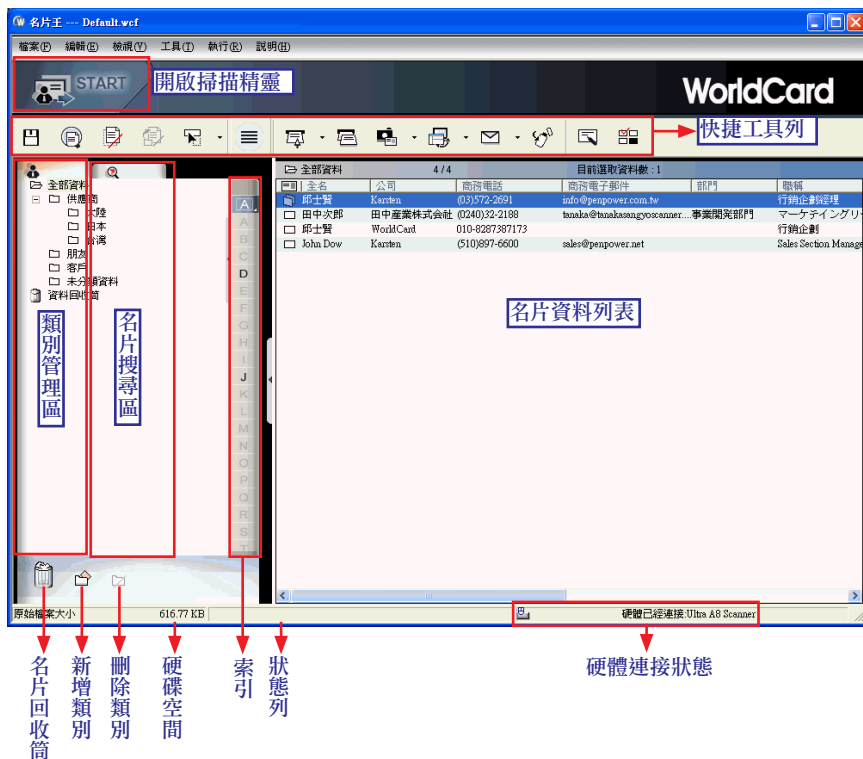 名片王 --- Default.wcf
檔案(F) 編輯(E) 檢視(V) 工具(T) 執行(R) 說明(H)
START
開啟掃描精靈
WorldCard
快捷工具列
全部資料 4 / 4 目前選取資料數 : 1
全名 公司 商務電話 商務電子郵件 部門 職稱
邱士賢 Karsten (03)572-2691 info@penpower.com.tw 行銷企劃經理
田中次郎 田中産業株式会社 (0240)32-2188 tanaka@tanakasangyoscanner.... 事業開発部門 マーケテイングリ
邱士賢 WorldCard 010-8287387173 行銷企劃
John Dow Karsten (510)897-6600 sales@penpower.net Sales Section Manage
全部資料
供應商
大陸
日本
台灣
朋友
客戶
未分類資料
資料回收筒
A
A
B
C
D
E
F
G
H
I
J
K
L
M
N
O
P
Q
R
S
T
類別管理區
名片搜尋區
名片資料列表
原始檔案大小 616.77 KB 硬體已經連接:Ultra A8 Scanner
名片回收筒
新增類別
刪除類別
硬碟空間
索引
狀態列
硬體連接狀態